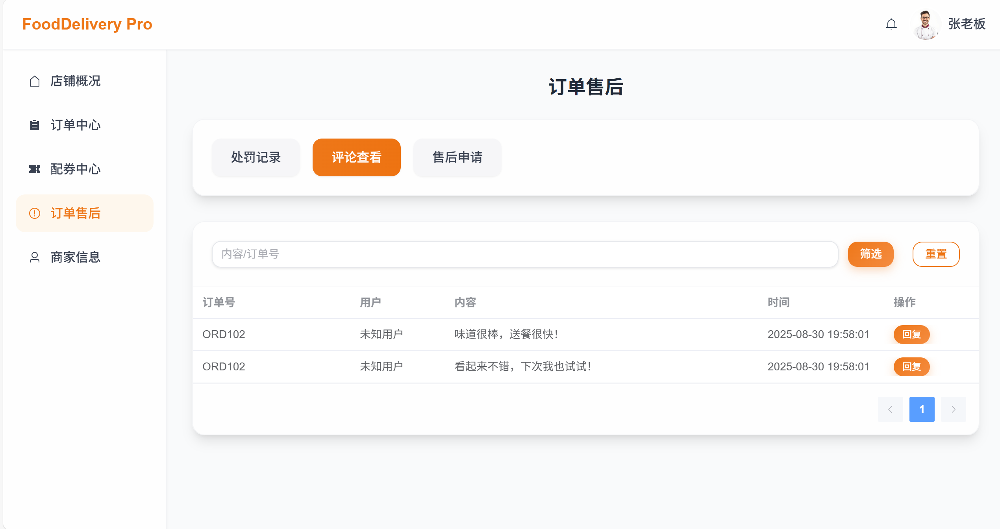 FoodDelivery Pro
张老板
店铺概况
订单中心
配券中心
订单售后
商家信息
订单售后
处罚记录 评论查看 售后申请
内容/订单号 筛选 重置
订单号 用户 内容 时间 操作
ORD102 未知用户 味道很棒，送餐很快！ 2025-08-30 19:58:01 回复
ORD102 未知用户 看起来不错，下次我也试试！ 2025-08-30 19:58:01 回复
1